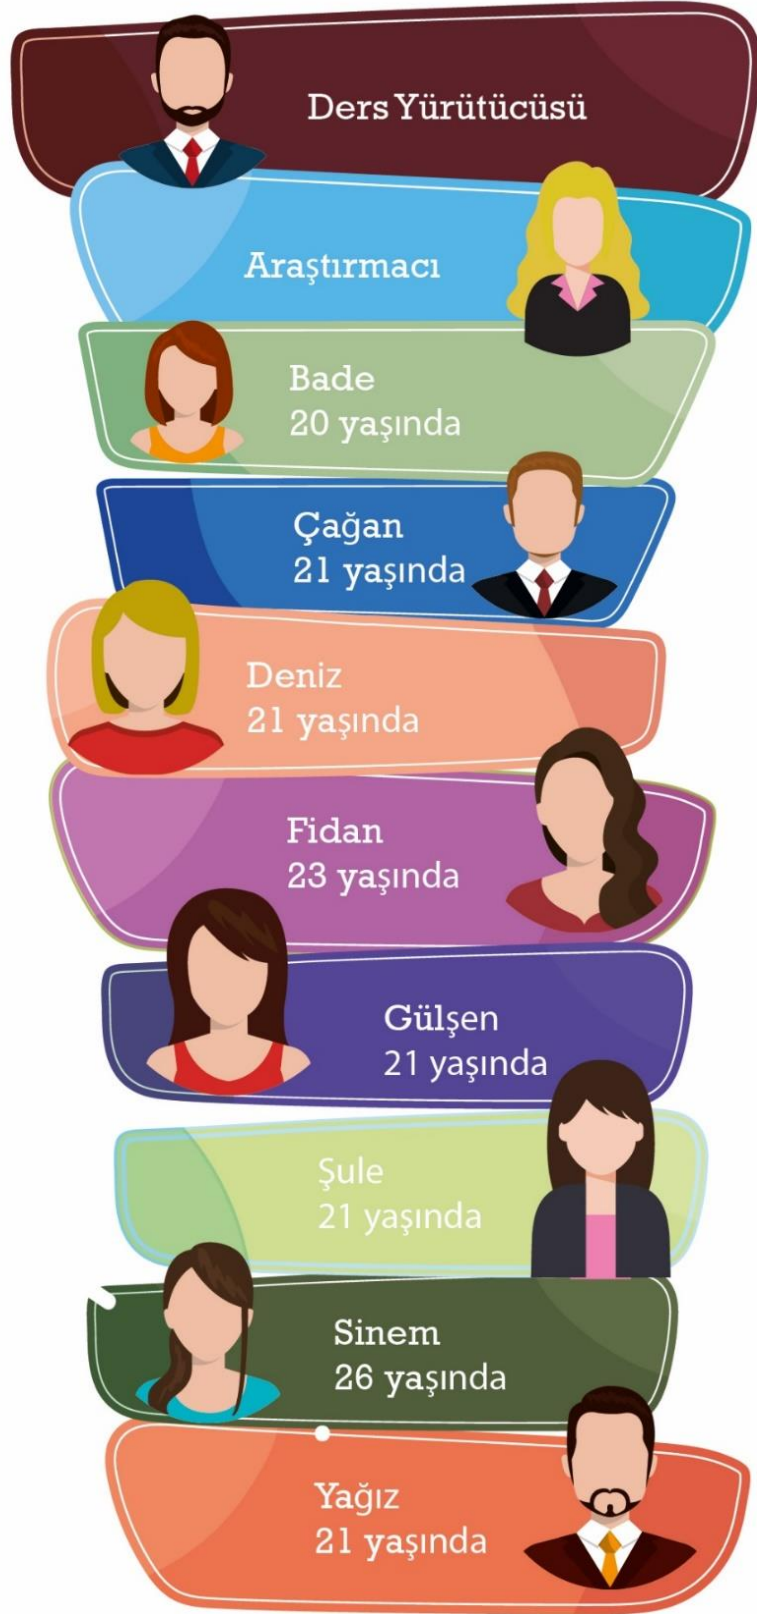 Ders Yürütücüsü
Araştırmacı
Bade
20 yaşında
Çağan
21 yaşında
Deniz
21 yaşında
Fidan
23 yaşında
Gülşen
21 yaşında
Şule
21 yaşında
Sinem
26 yaşında
Yağız
21 yaşında